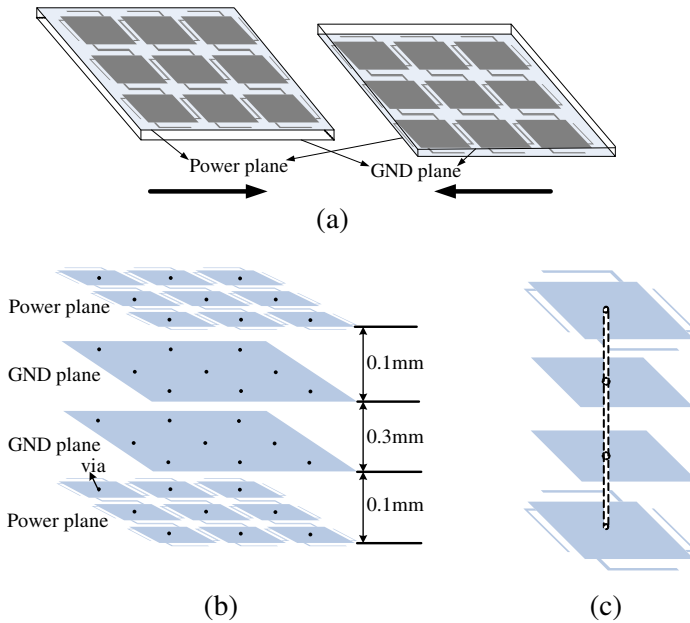 Power plane
GND plane
(a)
Power plane
0.1mm
GND plane
0.3mm
GND plane
via
0.1mm
Power plane
(b)
(c)